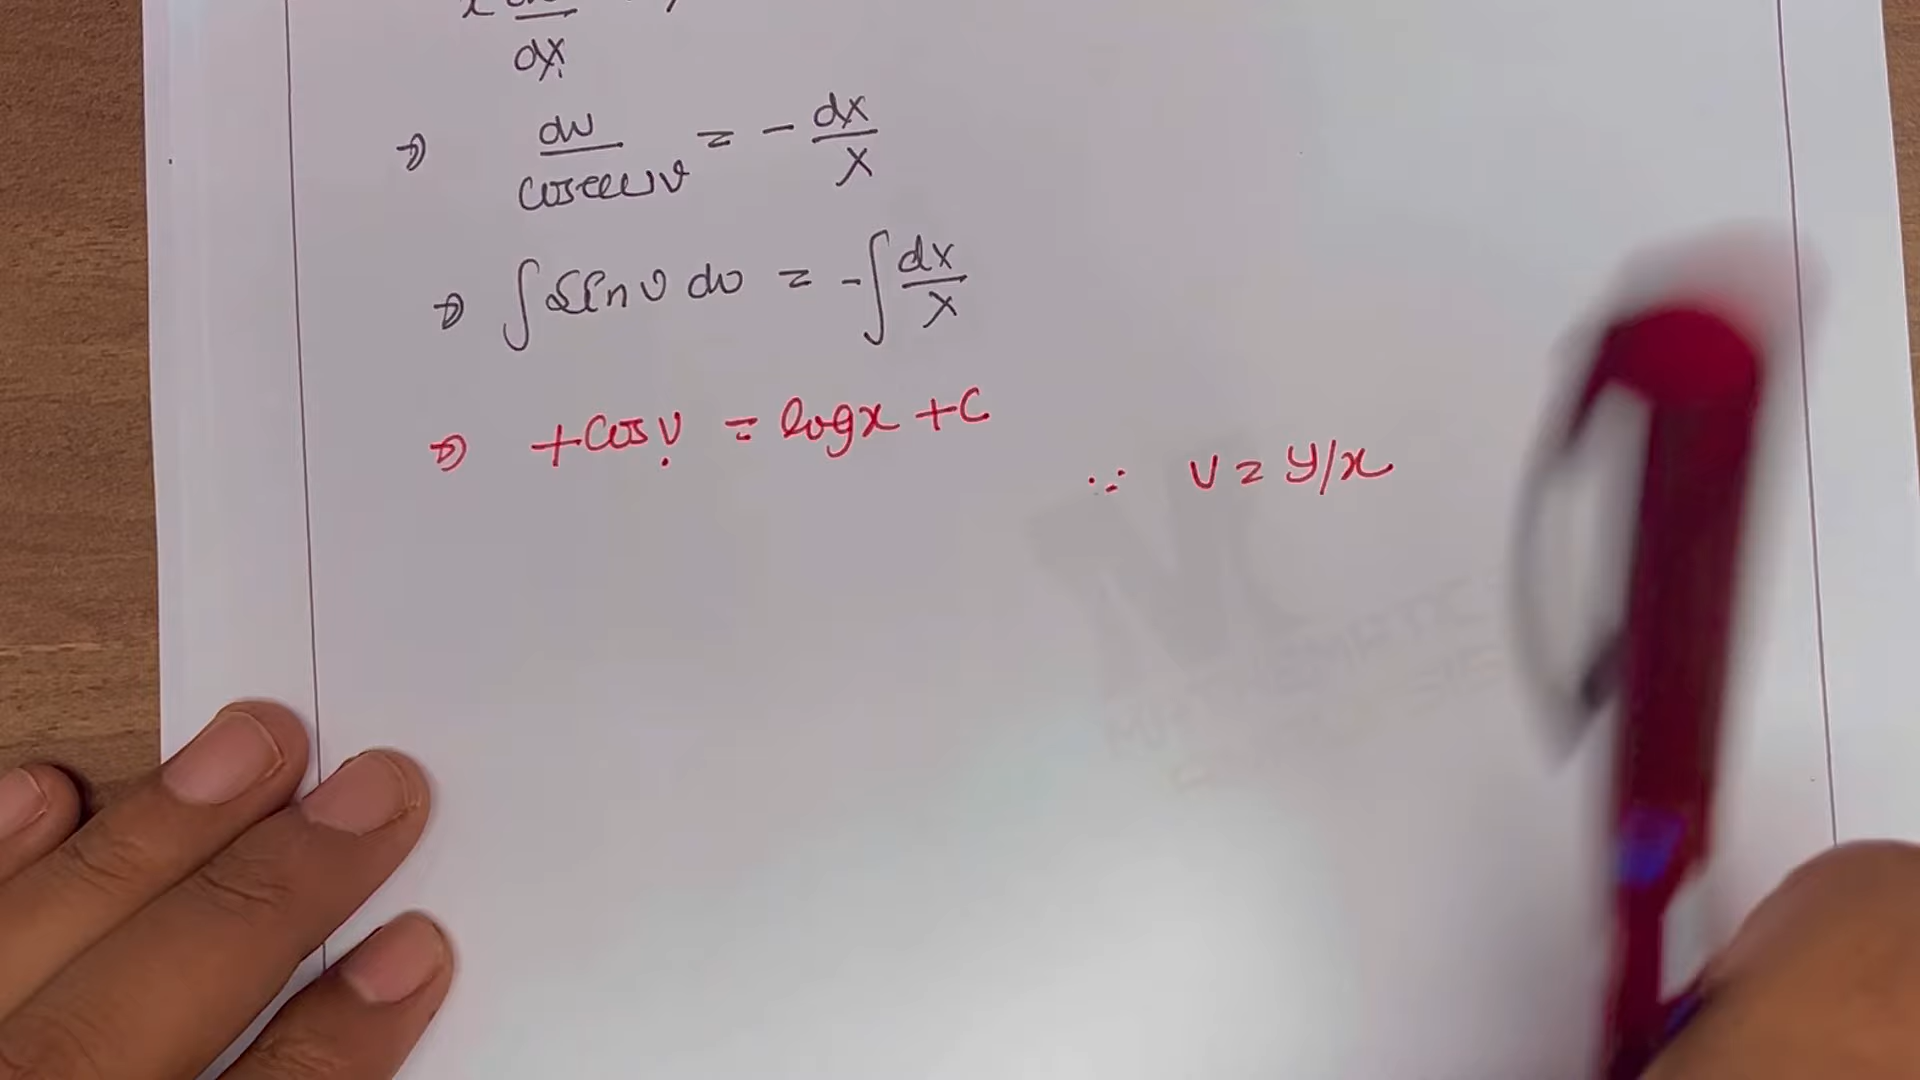 dx
⇒ dv/cosec v = - dx/x
⇒ ∫ sin v dv = -∫ dx/x
⇒ +cos v = log x + c
∵ v = y/x